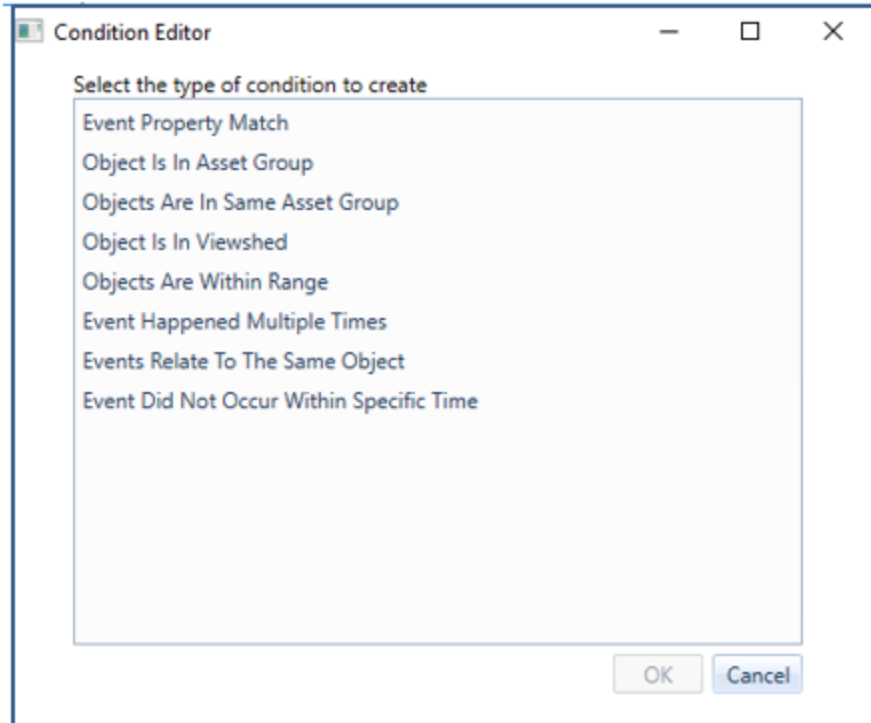 Condition Editor
Select the type of condition to create
Event Property Match
Object Is In Asset Group
Objects Are In Same Asset Group
Object Is In Viewshed
Objects Are Within Range
Event Happened Multiple Times
Events Relate To The Same Object
Event Did Not Occur Within Specific Time
OK Cancel